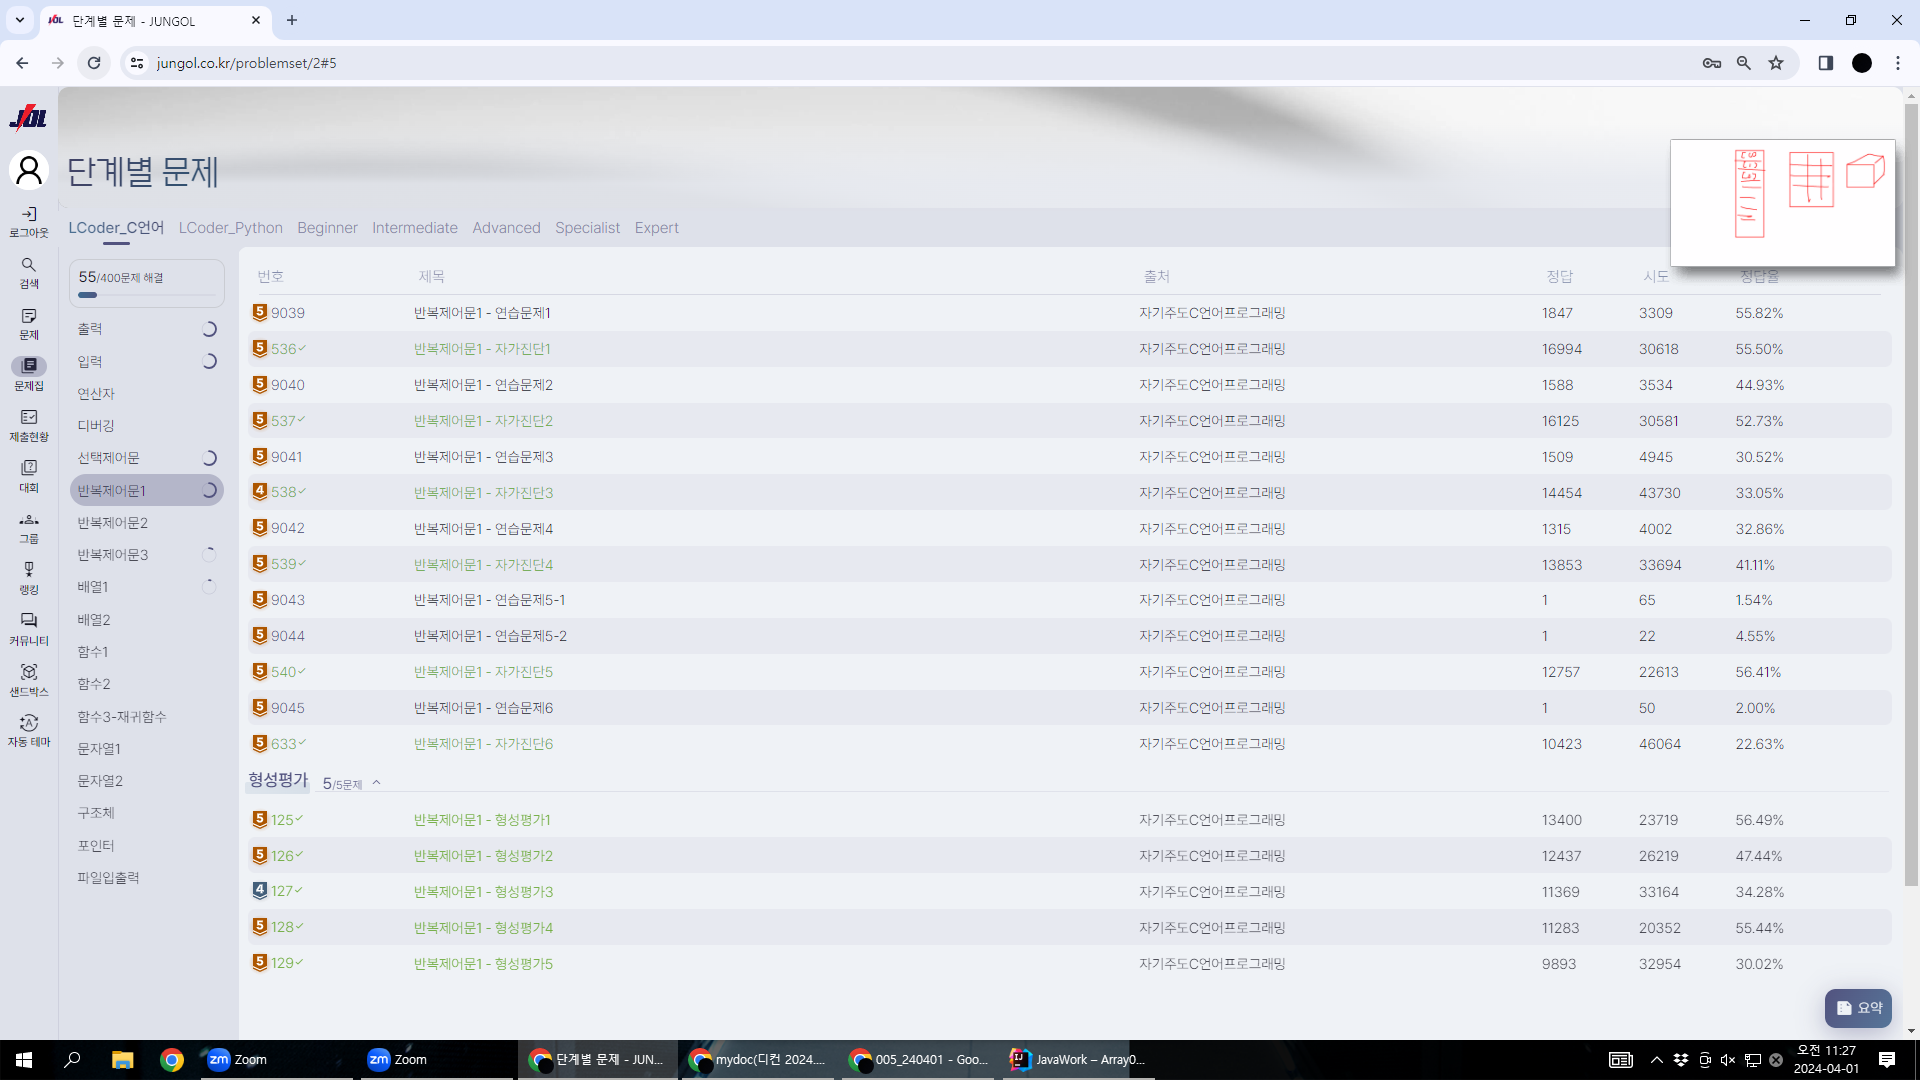 단계별 문제 - JUNGOL
jungol.co.kr/problemset/2#5
JOL
단계별 문제
LCoder_C언어 LCoder_Python Beginner Intermediate Advanced Specialist Expert
로그아웃
검색
문제
문제집
제출현황
대회
그룹
랭킹
커뮤니티
샌드박스
자동 테마
55/400문제 해결
출력
입력
연산자
디버깅
선택제어문
반복제어문1
반복제어문2
반복제어문3
배열1
배열2
함수1
함수2
함수3-재귀함수
문자열1
문자열2
구조체
포인터
파일입출력
번호 제목 출처 정답 시도 정답율
5 9039 반복제어문1 - 연습문제1 자기주도C언어프로그래밍 1847 3309 55.82%
5 536 반복제어문1 - 자가진단1 자기주도C언어프로그래밍 16994 30618 55.50%
5 9040 반복제어문1 - 연습문제2 자기주도C언어프로그래밍 1588 3534 44.93%
5 537 반복제어문1 - 자가진단2 자기주도C언어프로그래밍 16125 30581 52.73%
5 9041 반복제어문1 - 연습문제3 자기주도C언어프로그래밍 1509 4945 30.52%
4 538 반복제어문1 - 자가진단3 자기주도C언어프로그래밍 14454 43730 33.05%
5 9042 반복제어문1 - 연습문제4 자기주도C언어프로그래밍 1315 4002 32.86%
5 539 반복제어문1 - 자가진단4 자기주도C언어프로그래밍 13853 33694 41.11%
5 9043 반복제어문1 - 연습문제5-1 자기주도C언어프로그래밍 1 65 1.54%
5 9044 반복제어문1 - 연습문제5-2 자기주도C언어프로그래밍 1 22 4.55%
5 540 반복제어문1 - 자가진단5 자기주도C언어프로그래밍 12757 22613 56.41%
5 9045 반복제어문1 - 연습문제6 자기주도C언어프로그래밍 1 50 2.00%
5 633 반복제어문1 - 자가진단6 자기주도C언어프로그래밍 10423 46064 22.63%
형성평가 5/5문제
5 125 반복제어문1 - 형성평가1 자기주도C언어프로그래밍 13400 23719 56.49%
5 126 반복제어문1 - 형성평가2 자기주도C언어프로그래밍 12437 26219 47.44%
4 127 반복제어문1 - 형성평가3 자기주도C언어프로그래밍 11369 33164 34.28%
5 128 반복제어문1 - 형성평가4 자기주도C언어프로그래밍 11283 20352 55.44%
5 129 반복제어문1 - 형성평가5 자기주도C언어프로그래밍 9893 32954 30.02%
요약
zm Zoom zm Zoom 단계별 문제 - JUN... mydoc(디컨 2024.... 005_240401 - Goo... JavaWork – Array0...
오전 11:27
2024-04-01